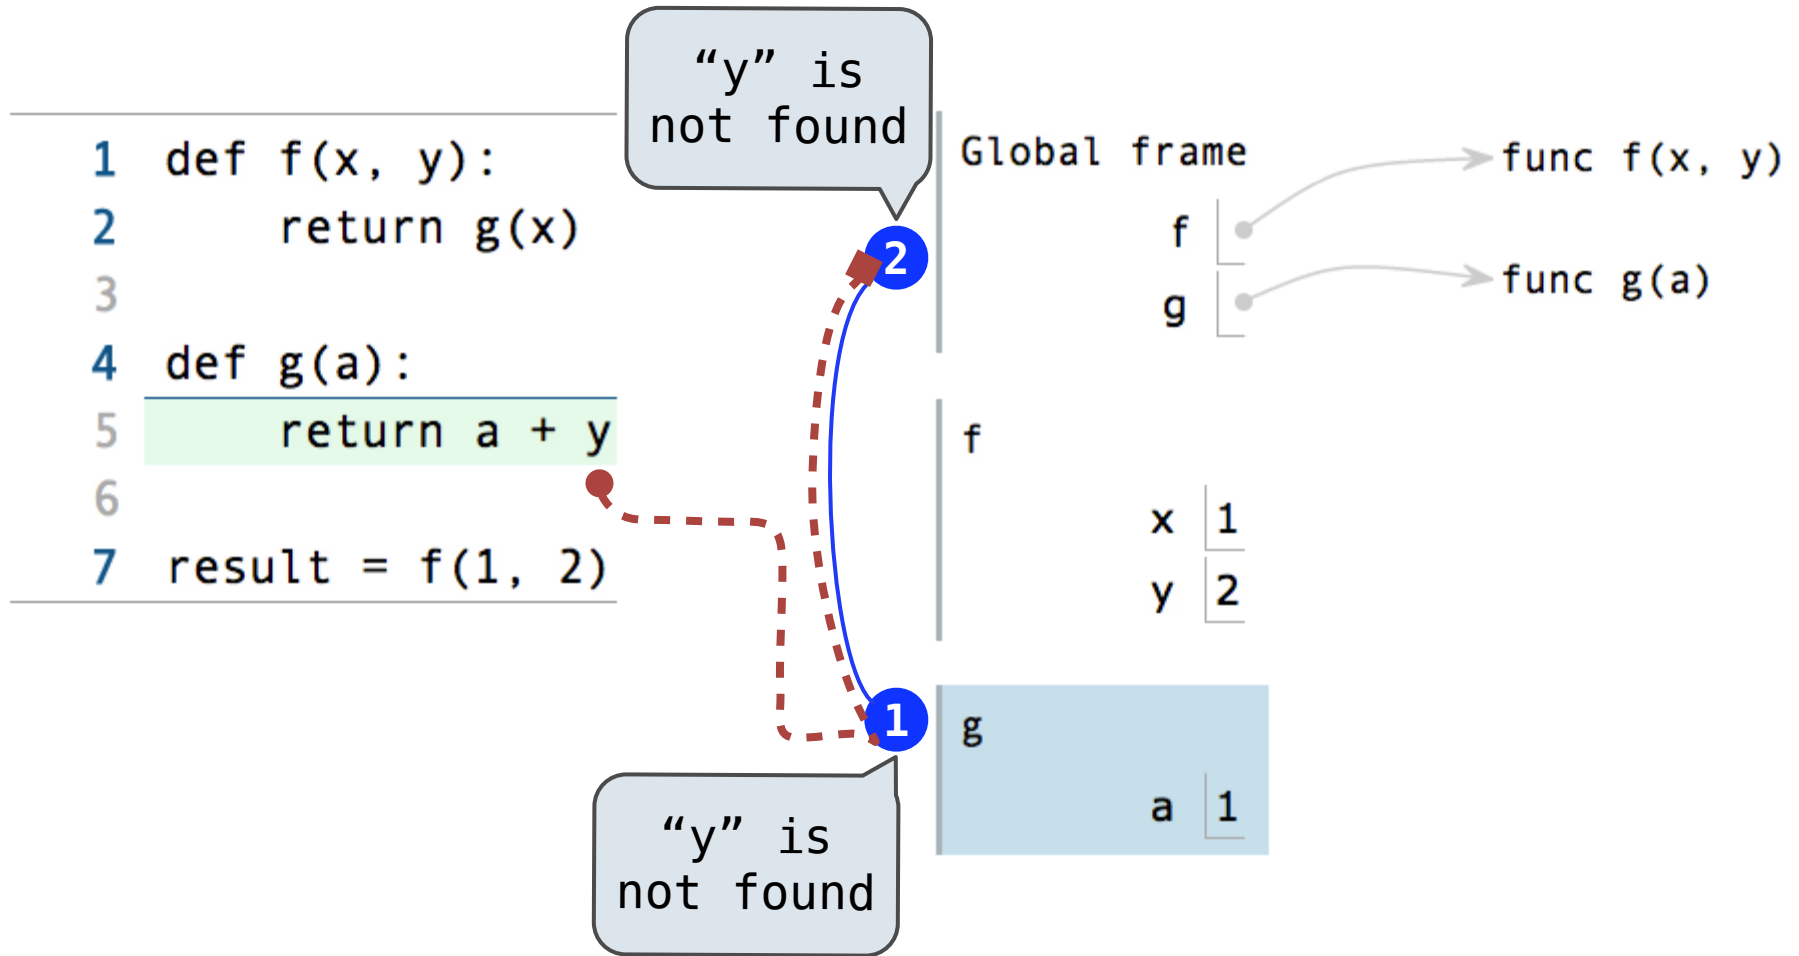 “y” is
not found
1 def f(x, y):
2     return g(x)
3
4 def g(a):
5     return a + y
6
7 result = f(1, 2)
2
Global frame
f
g
func f(x, y)
func g(a)
f
x 1
y 2
1
g
a 1
“y” is
not found